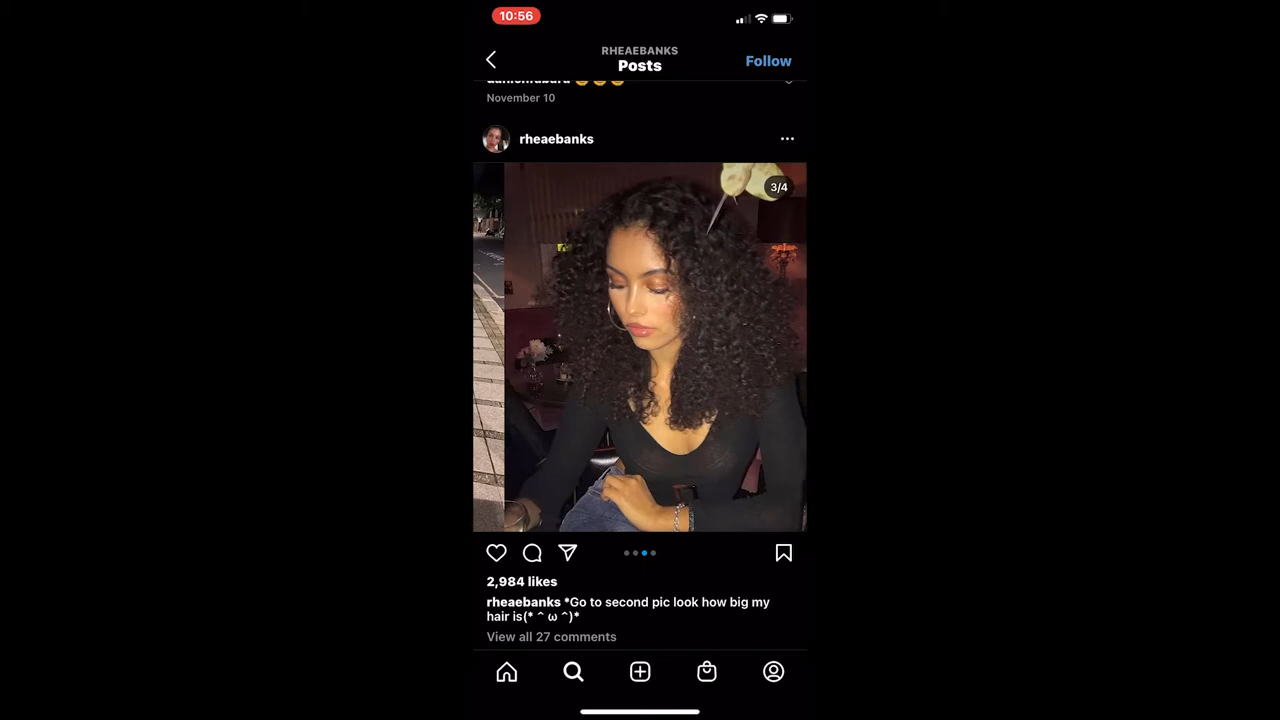 10:56
RHEAEBANKS
Posts
Follow
November 10
rheaebanks
3/4
2,984 likes
rheaebanks *Go to second pic look how big my
hair is(* ^ ω ^)*
View all 27 comments